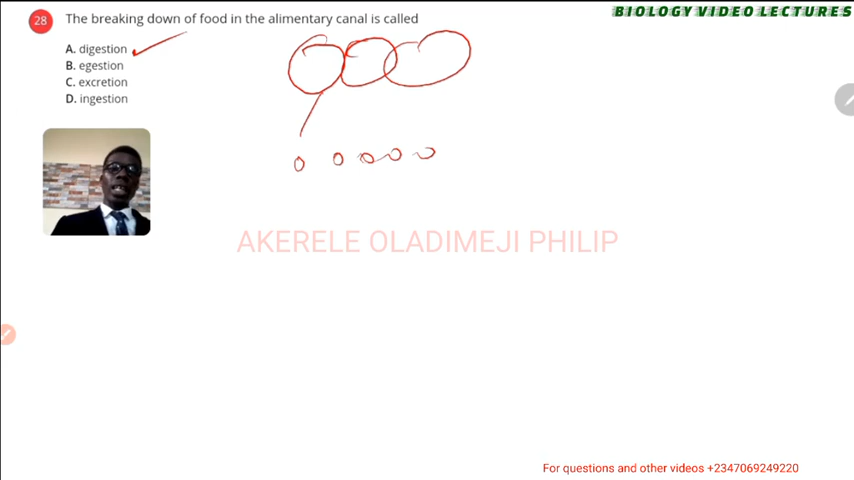 BIOLOGY VIDEO LECTURES
28 The breaking down of food in the alimentary canal is called
A. digestion
B. egestion
C. excretion
D. ingestion
AKERELE OLADIMEJI PHILIP
For questions and other videos +2347069249220